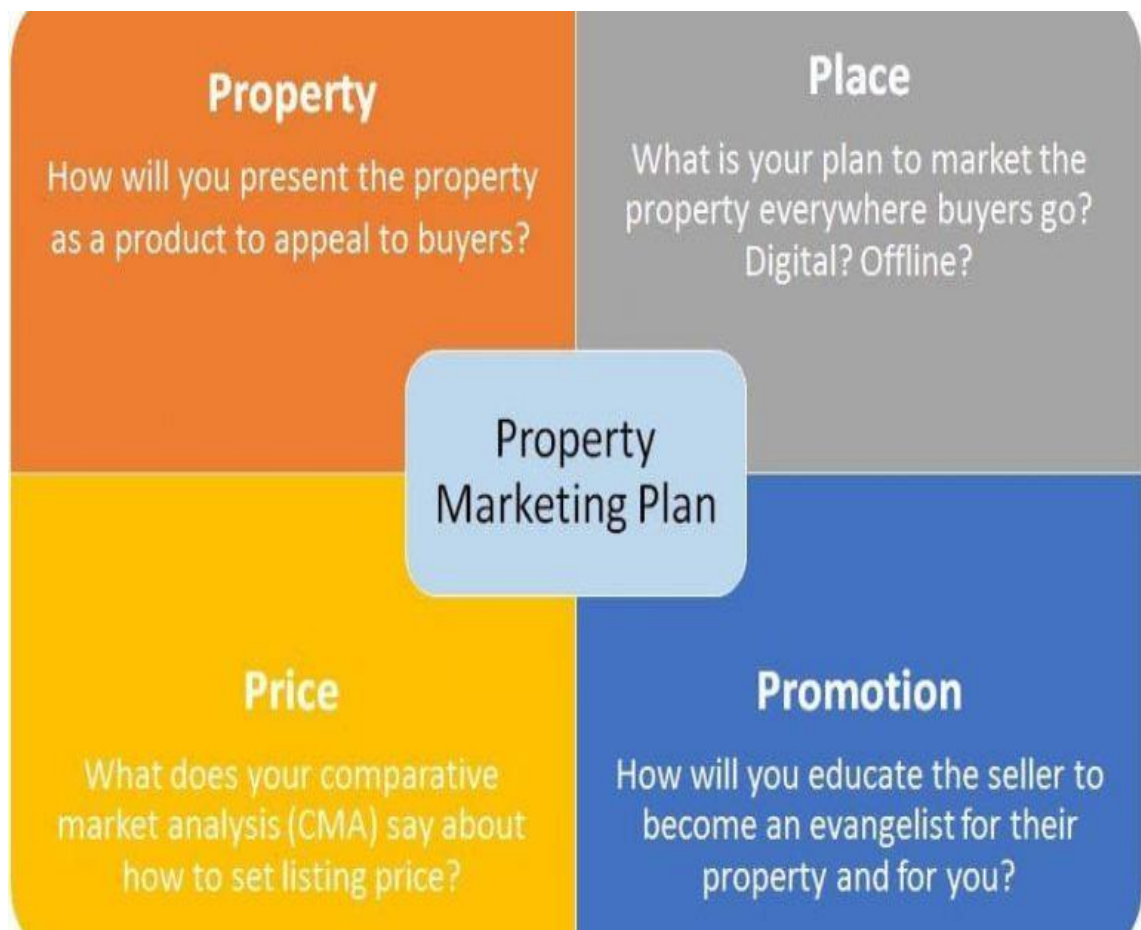 Property
How will you present the property
as a product to appeal to buyers?
Place
What is your plan to market the
property everywhere buyers go?
Digital? Offline?
Property
Marketing Plan
Price
What does your comparative
market analysis (CMA) say about
how to set listing price?
Promotion
How will you educate the seller to
become an evangelist for their
property and for you?